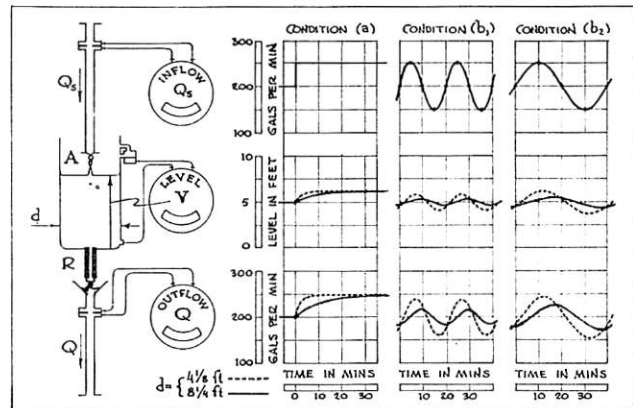 CONDITION (a) CONDITION (b₁) CONDITION (b₂)
INFLOW
Qs
Qs
GALS PER MIN
300
200
100
A
LEVEL
V
d
LEVEL IN FEET
10
5
0
R
OUTFLOW
Q
Q
GALS PER MIN
300
200
100
TIME IN MINS TIME IN MINS TIME IN MINS
0 10 20 30 10 20 30 10 20 30
d = { 4⅛ ft
8¼ ft